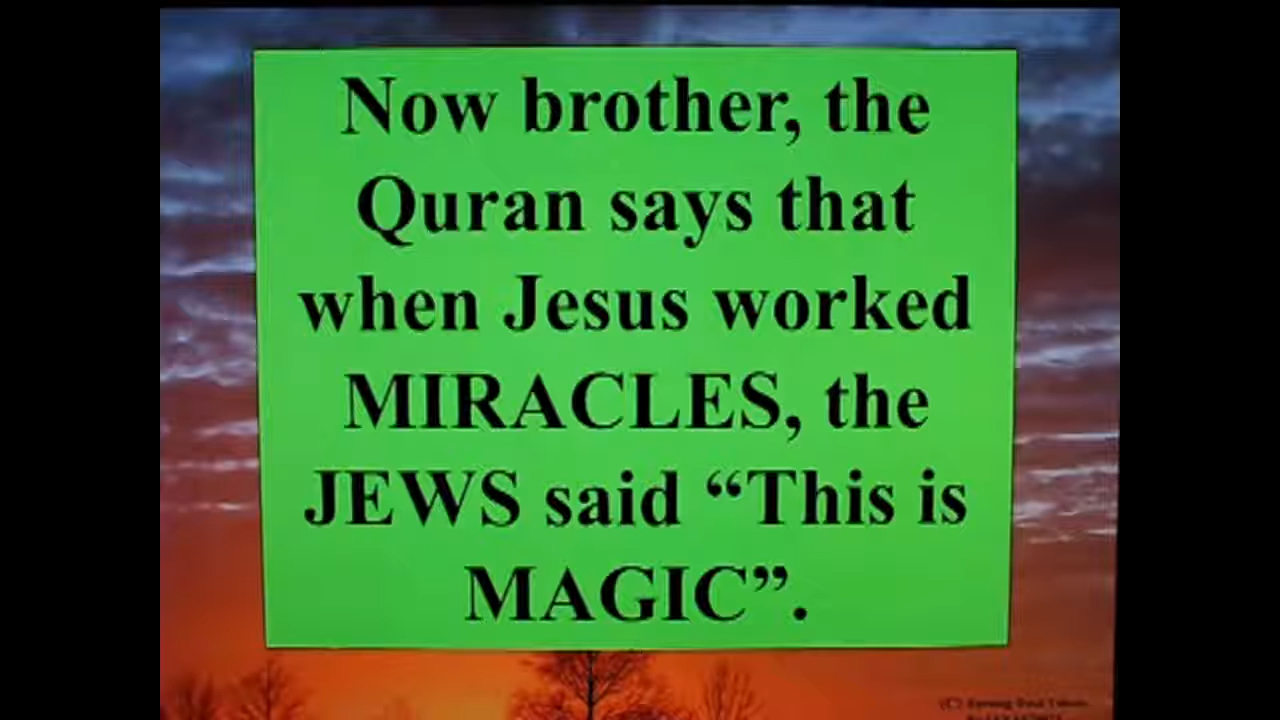 Now brother, the
Quran says that
when Jesus worked
MIRACLES, the
JEWS said “This is
MAGIC”.